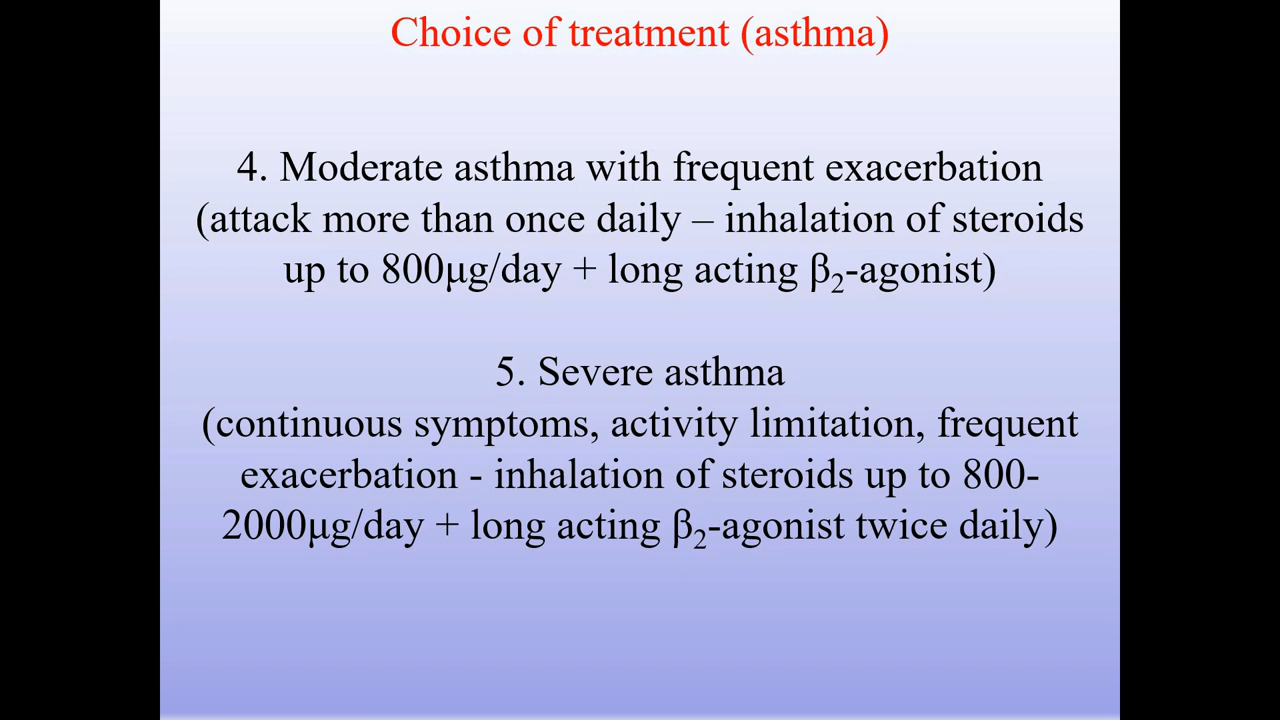 Choice of treatment (asthma)
4. Moderate asthma with frequent exacerbation
(attack more than once daily – inhalation of steroids
up to 800μg/day + long acting β₂-agonist)
5. Severe asthma
(continuous symptoms, activity limitation, frequent
exacerbation - inhalation of steroids up to 800-
2000μg/day + long acting β₂-agonist twice daily)